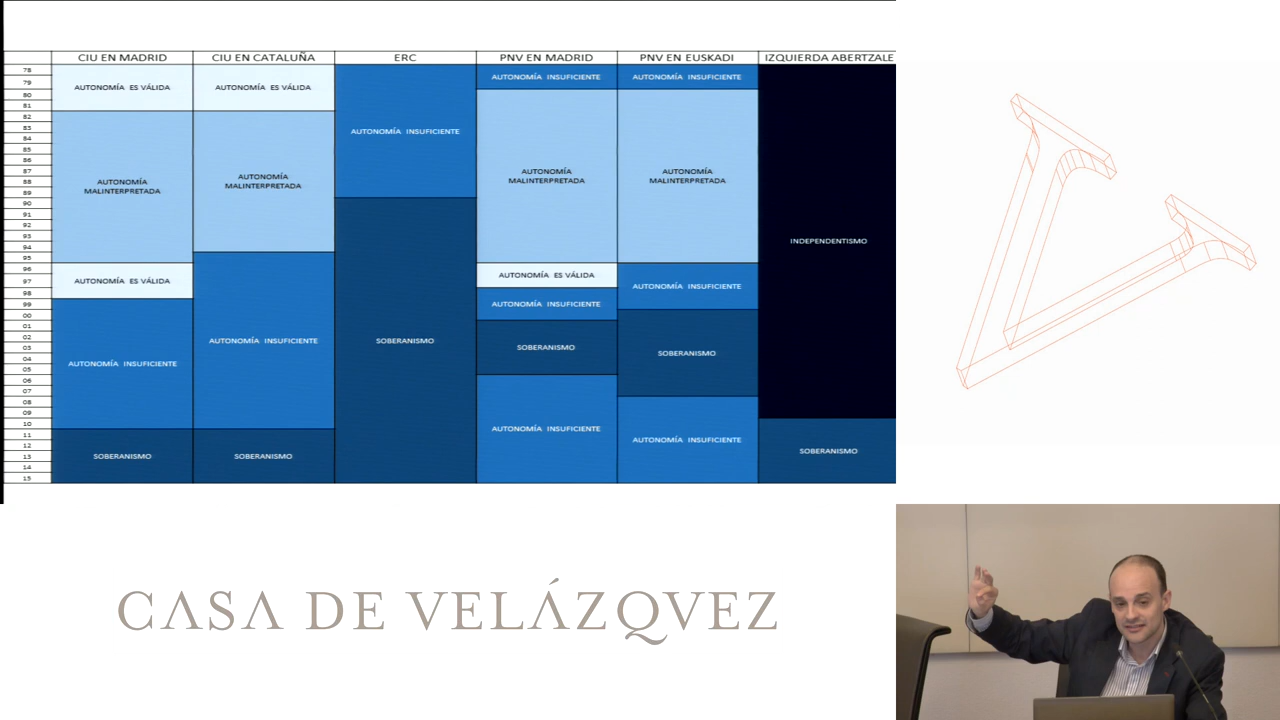 CIU EN MADRID CIU EN CATALUÑA ERC PNV EN MADRID PNV EN EUSKADI IZQUIERDA ABERTZALE
78
79
80
81
82
83
84
85
86
87
88
89
90
91
92
93
94
95
96
97
98
99
00
01
02
03
04
05
06
07
08
09
10
11
12
13
14
15
AUTONOMÍA ES VÁLIDA
AUTONOMÍA
MALINTERPRETADA
AUTONOMÍA ES VÁLIDA
AUTONOMÍA INSUFICIENTE
SOBERANISMO
AUTONOMÍA ES VÁLIDA
AUTONOMÍA
MALINTERPRETADA
AUTONOMÍA INSUFICIENTE
SOBERANISMO
AUTONOMÍA INSUFICIENTE
SOBERANISMO
AUTONOMÍA INSUFICIENTE
AUTONOMÍA
MALINTERPRETADA
AUTONOMÍA ES VÁLIDA
AUTONOMÍA INSUFICIENTE
SOBERANISMO
AUTONOMÍA INSUFICIENTE
AUTONOMÍA INSUFICIENTE
AUTONOMÍA
MALINTERPRETADA
AUTONOMÍA INSUFICIENTE
SOBERANISMO
AUTONOMÍA INSUFICIENTE
INDEPENDENTISMO
SOBERANISMO
CASA DE VELÁZQVEZ